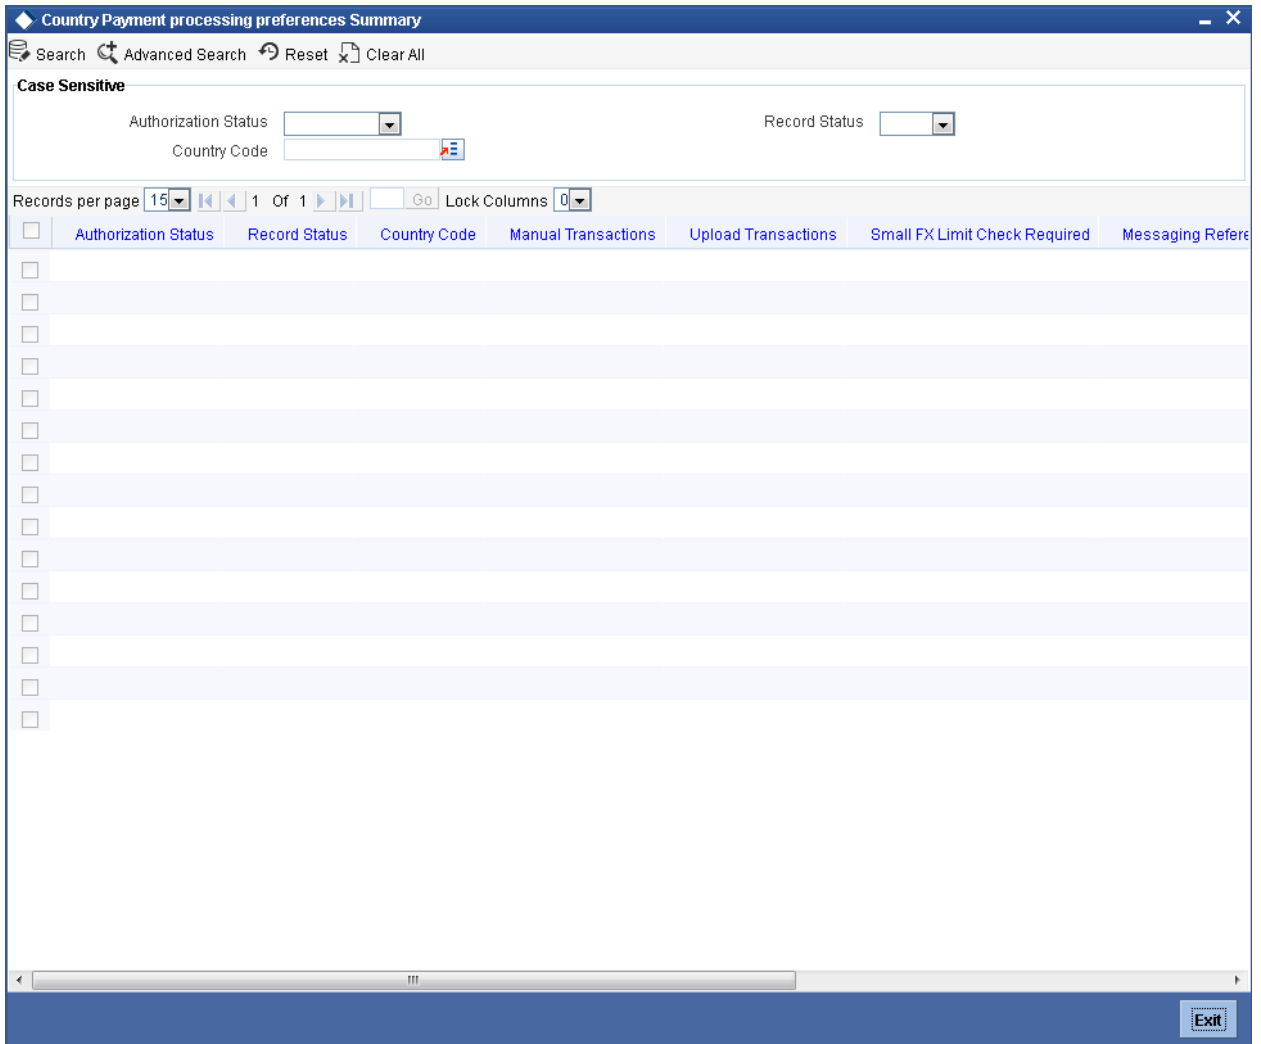 Country Payment processing preferences Summary
Search Advanced Search Reset Clear All
Case Sensitive
Authorization Status Record Status
Country Code
Records per page 15 1 Of 1 Go Lock Columns 0
Authorization Status Record Status Country Code Manual Transactions Upload Transactions Small FX Limit Check Required Messaging Refere
Exit